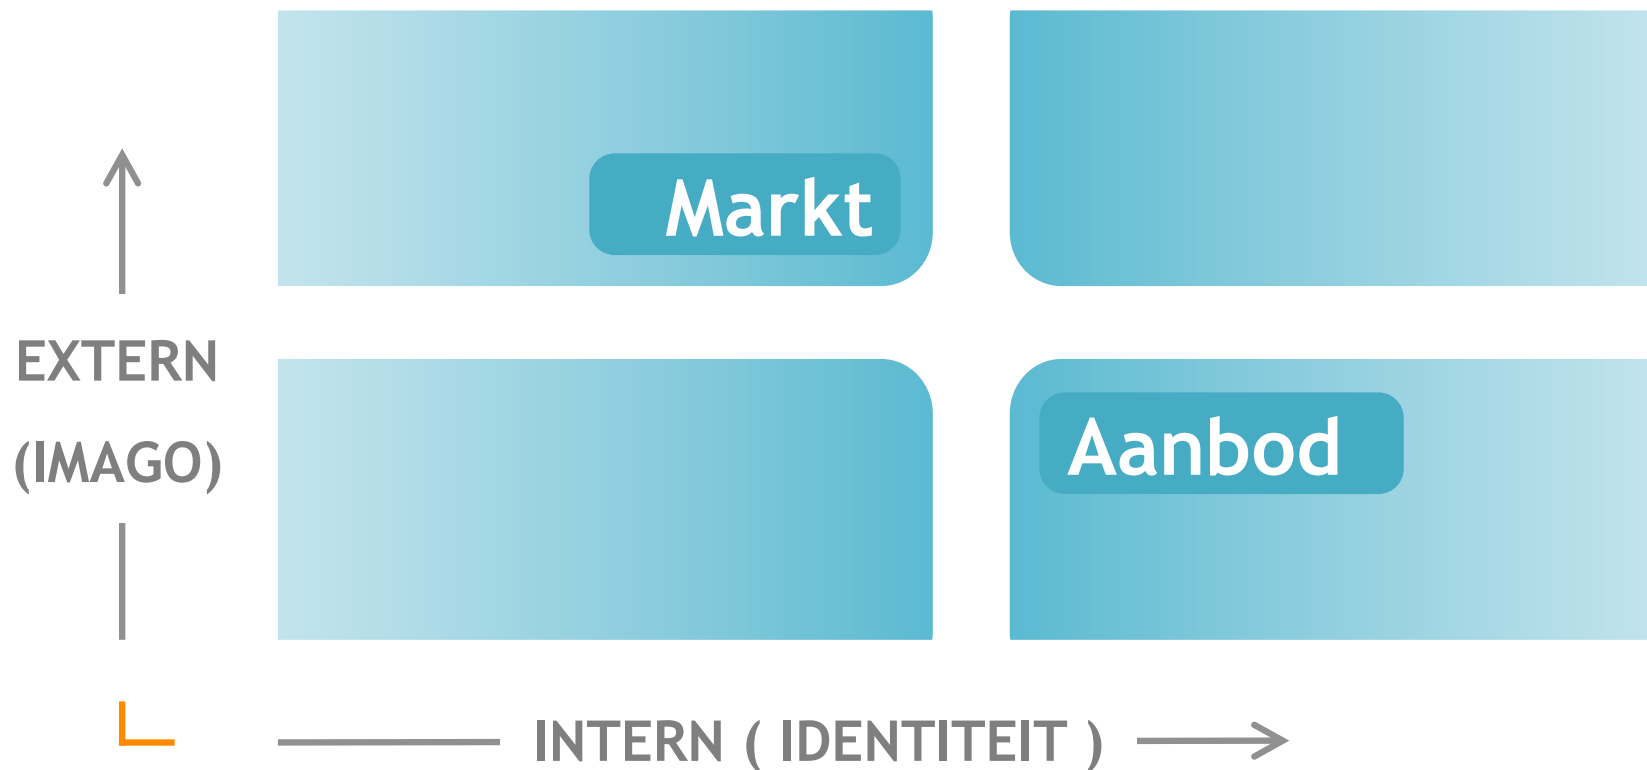 Markt
EXTERN
(IMAGO)
Aanbod
INTERN ( IDENTITEIT )